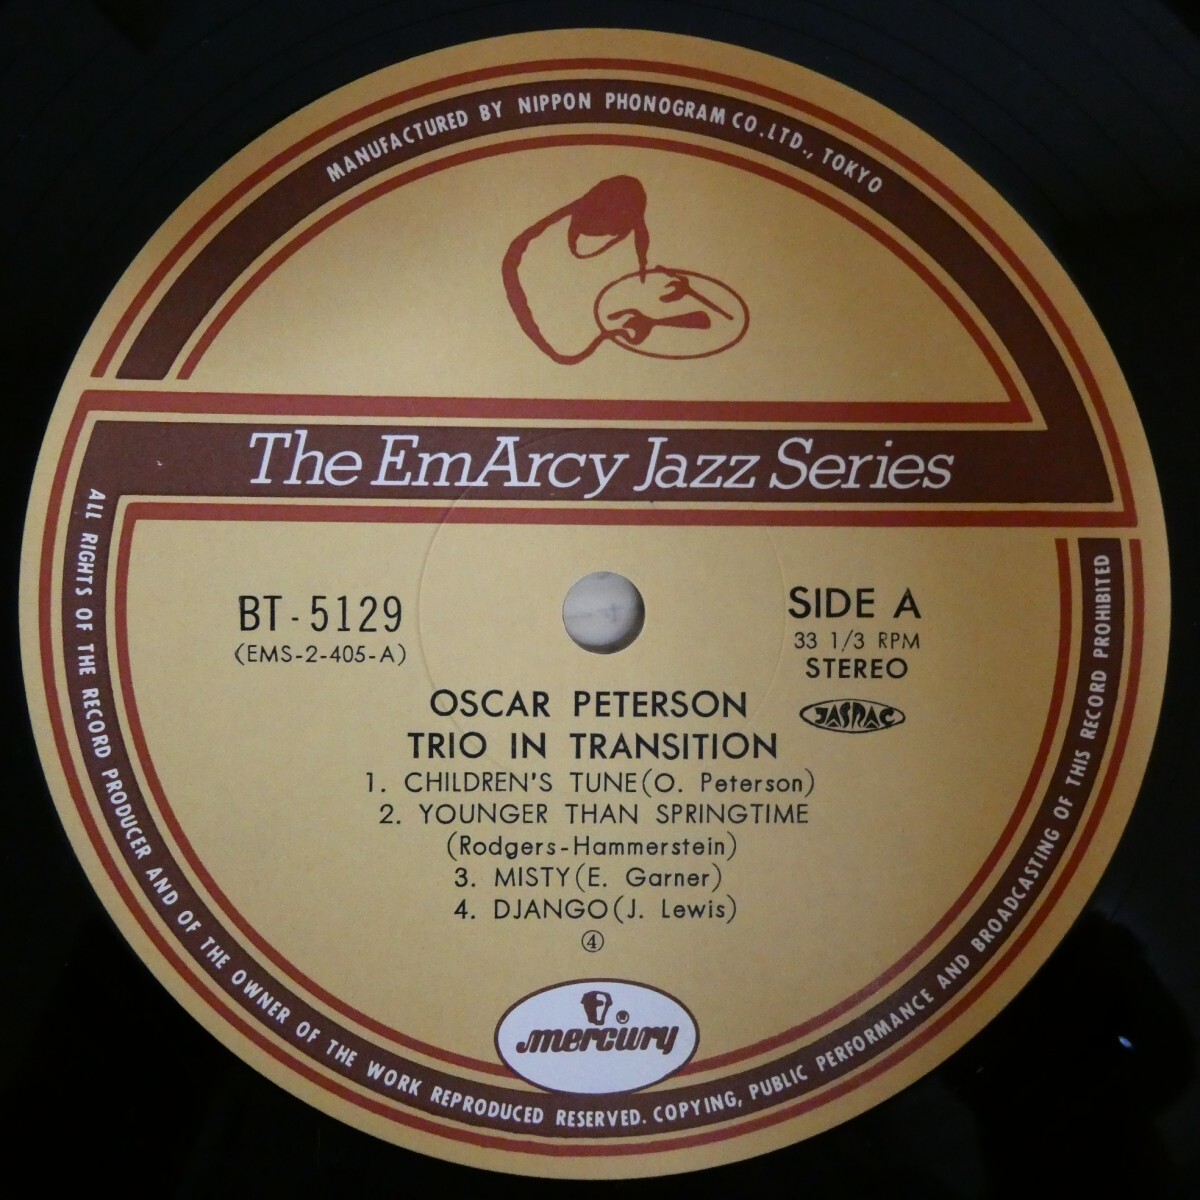 MANUFACTURED BY NIPPON PHONOGRAM CO.LTD., TOKYO
The EmArcy Jazz Series
BT-5129
(EMS-2-405-A)
SIDE A
33 1/3 RPM
STEREO
JASRAC
OSCAR PETERSON
TRIO IN TRANSITION
1. CHILDREN'S TUNE(O. Peterson)
2. YOUNGER THAN SPRINGTIME
(Rodgers-Hammerstein)
3. MISTY(E. Garner)
4. DJANGO(J. Lewis)
④
mercury
ALL RIGHTS OF THE RECORD PRODUCER AND OF THE OWNER OF THE WORK REPRODUCED RESERVED. COPYING, PUBLIC PERFORMANCE AND BROADCASTING OF THIS RECORD PROHIBITED